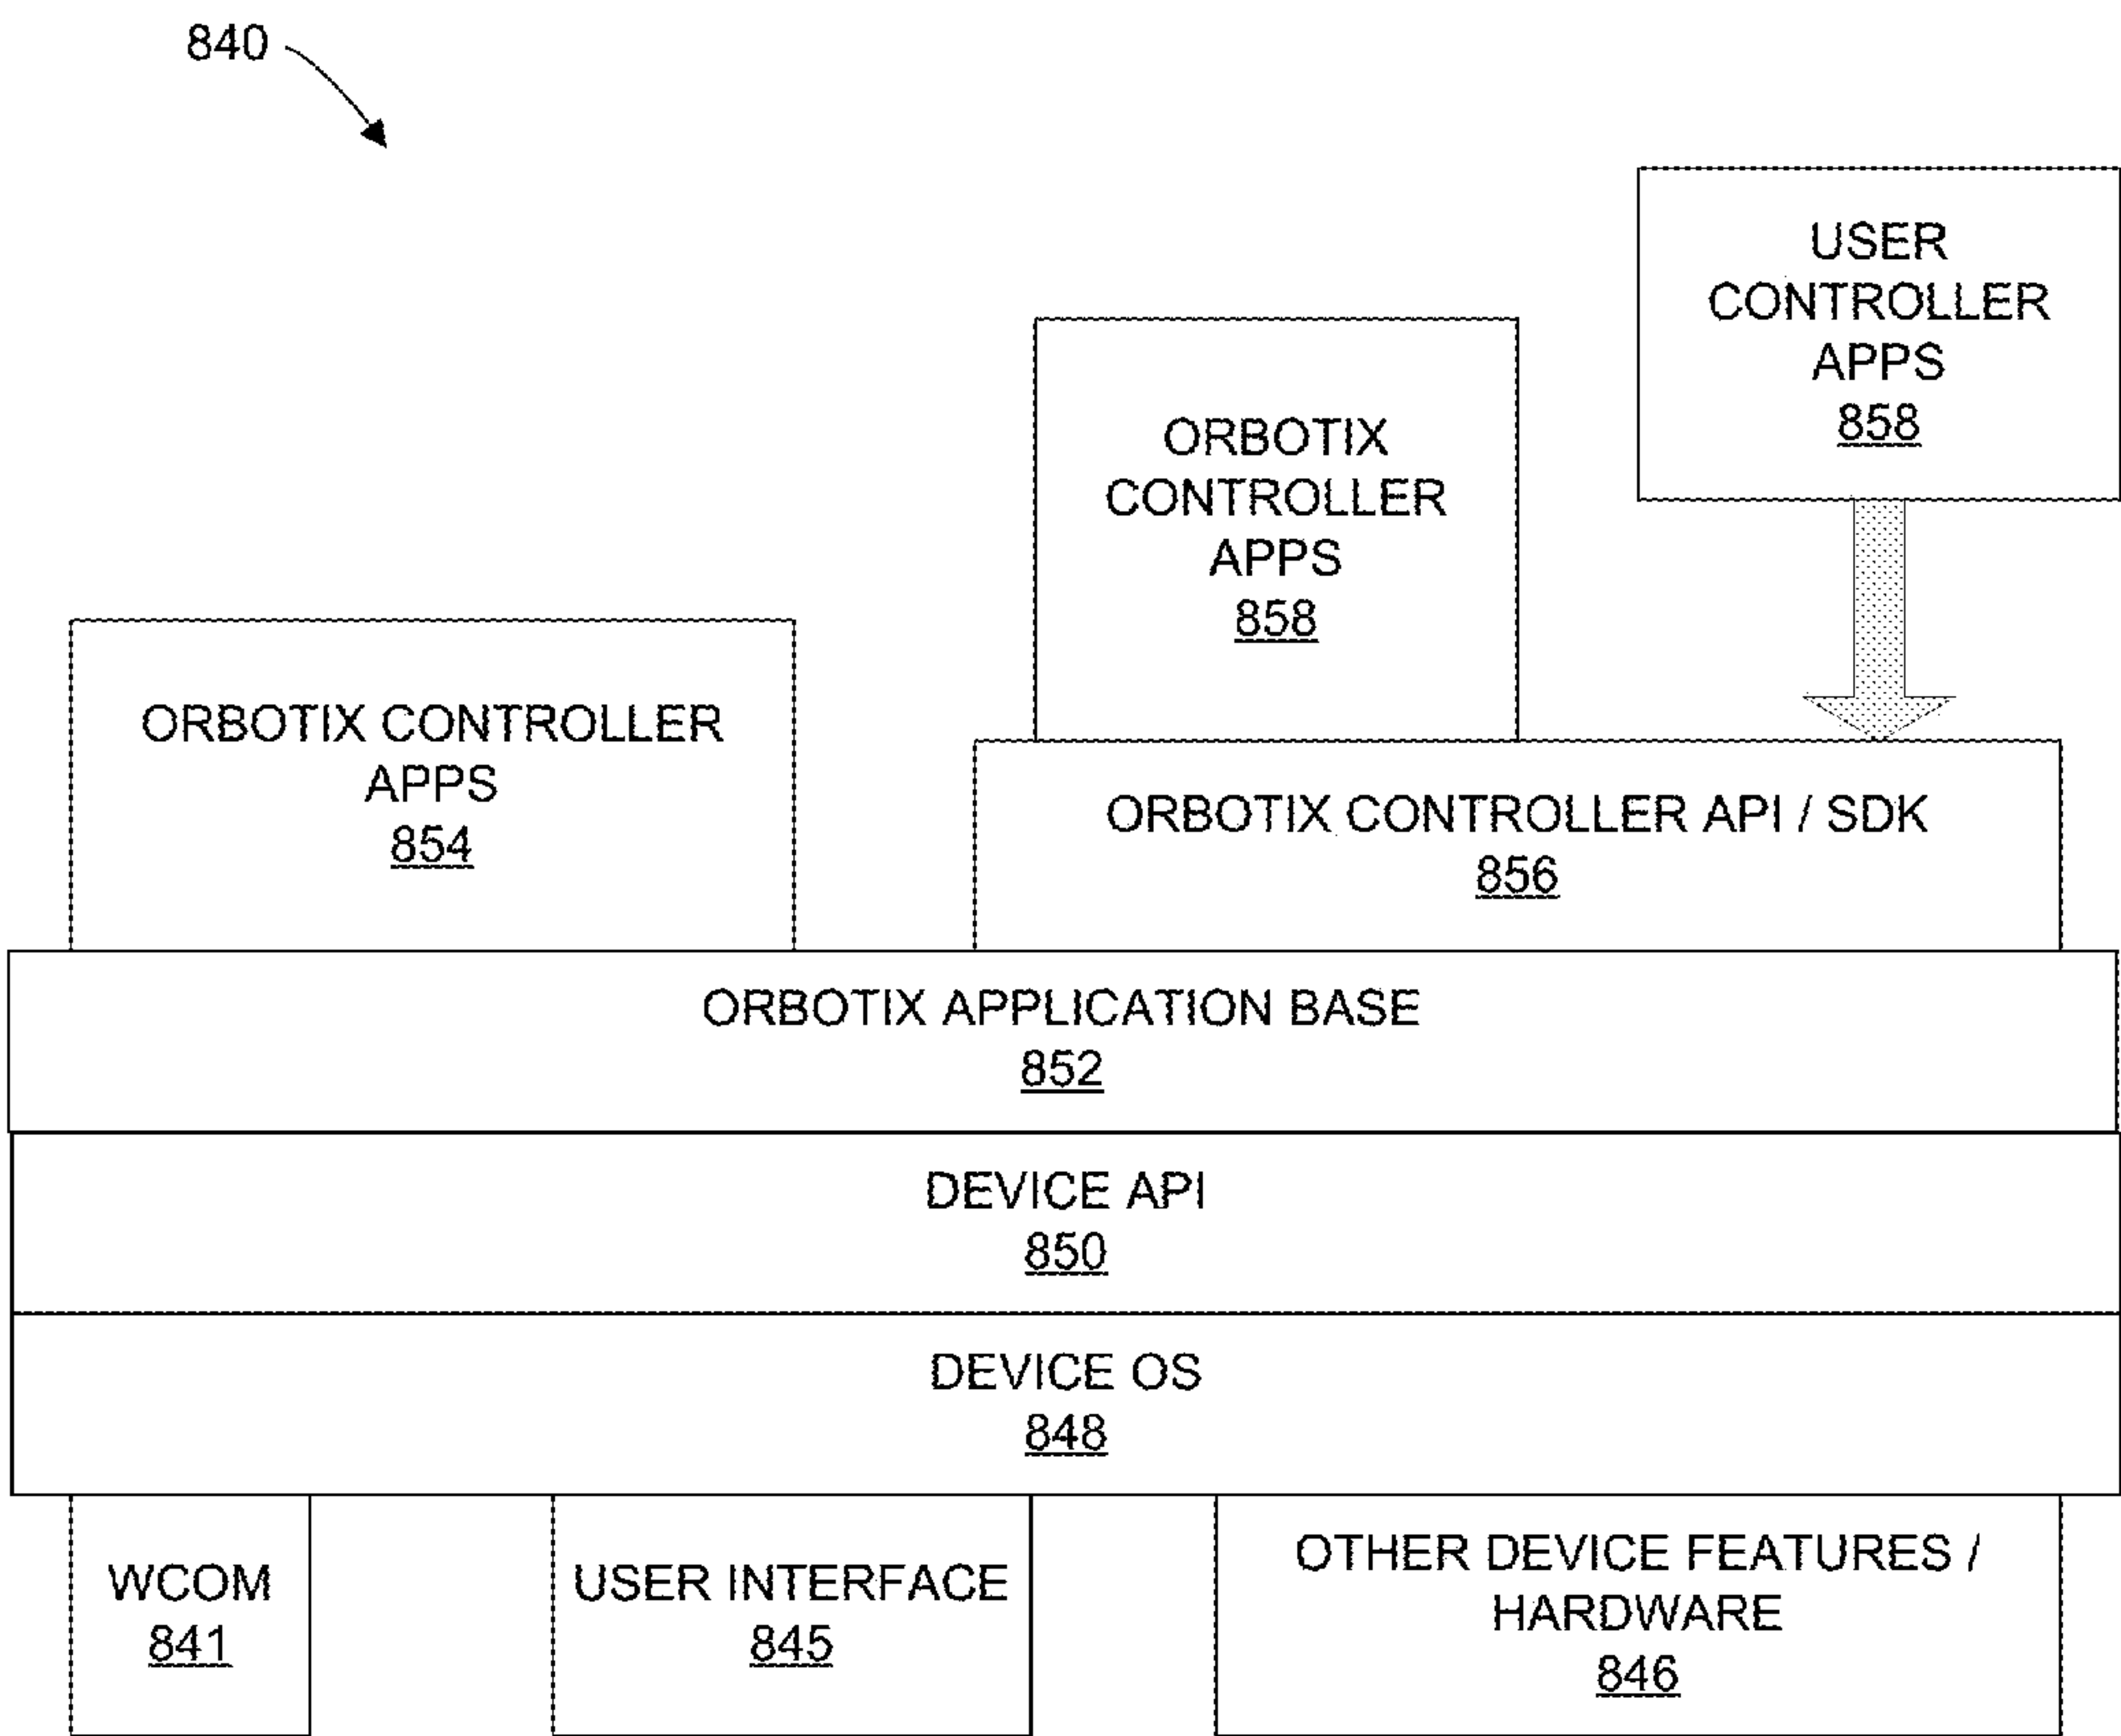 840
USER
CONTROLLER
APPS
858
ORBOTIX
CONTROLLER
APPS
858
ORBOTIX CONTROLLER
APPS
854
ORBOTIX CONTROLLER API / SDK
856
ORBOTIX APPLICATION BASE
852
DEVICE API
850
DEVICE OS
848
WCOM
841
USER INTERFACE
845
OTHER DEVICE FEATURES /
HARDWARE
846